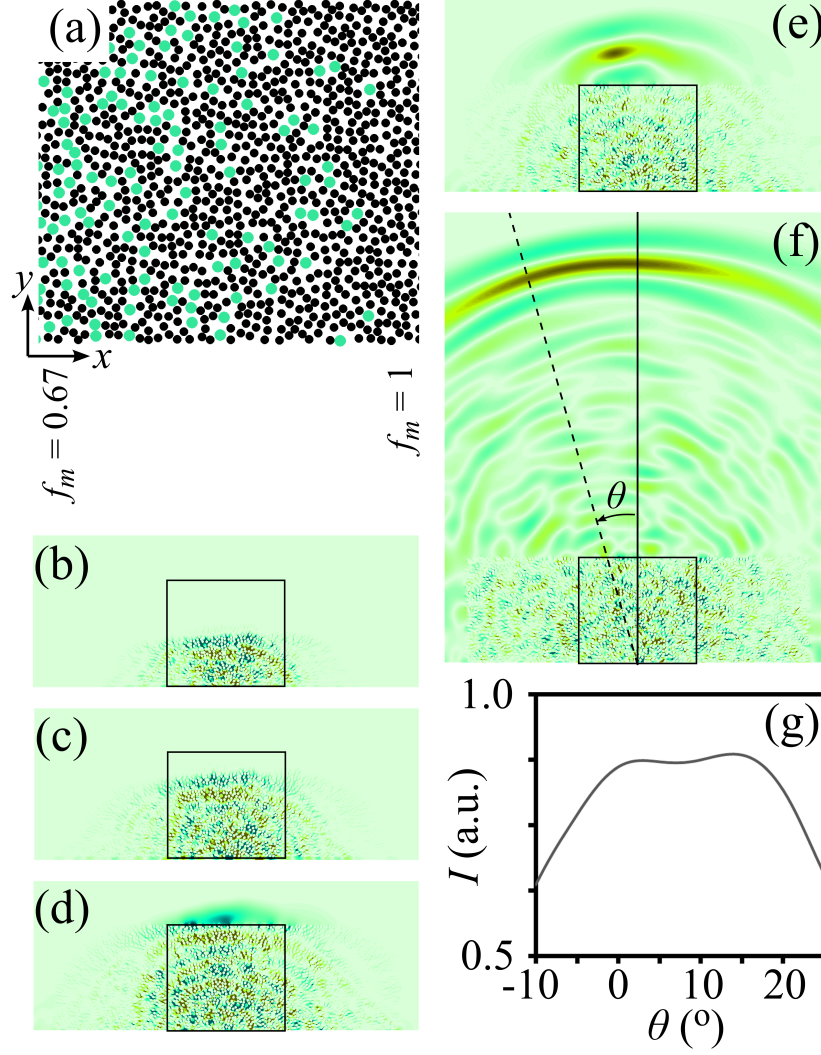 (a)
y
x
f_m = 0.67
f_m = 1
(b)
(c)
(d)
(e)
(f)
θ
(g)
1.0
I (a.u.)
0.5
-10
0
10
20
θ (º)